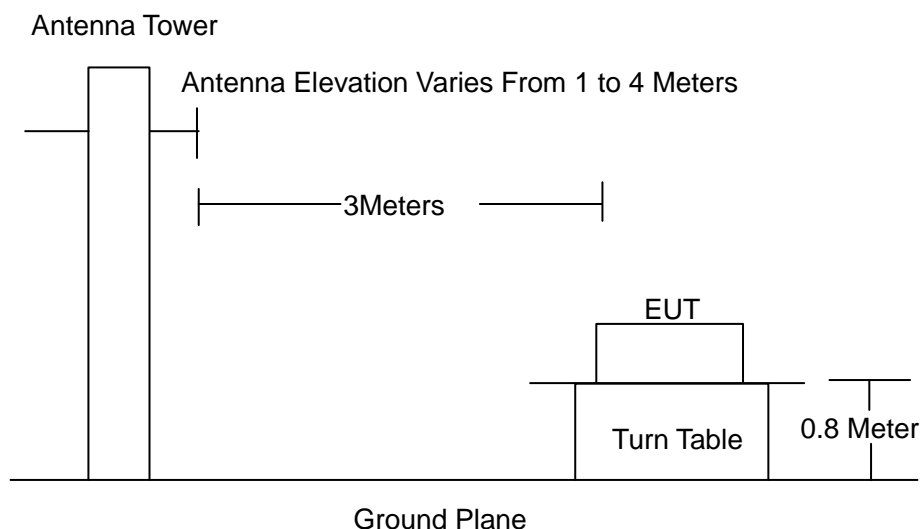 Antenna Tower
Antenna Elevation Varies From 1 to 4 Meters
3Meters
EUT
Turn Table
0.8 Meter
Ground Plane